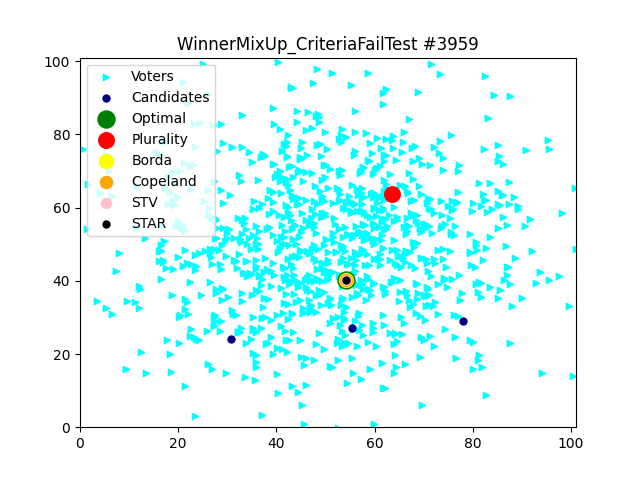 WinnerMixUp_CriteriaFailTest #3959
100
80
60
40
20
0
0 20 40 60 80 100
Voters
Candidates
Optimal
Plurality
Borda
Copeland
STV
STAR